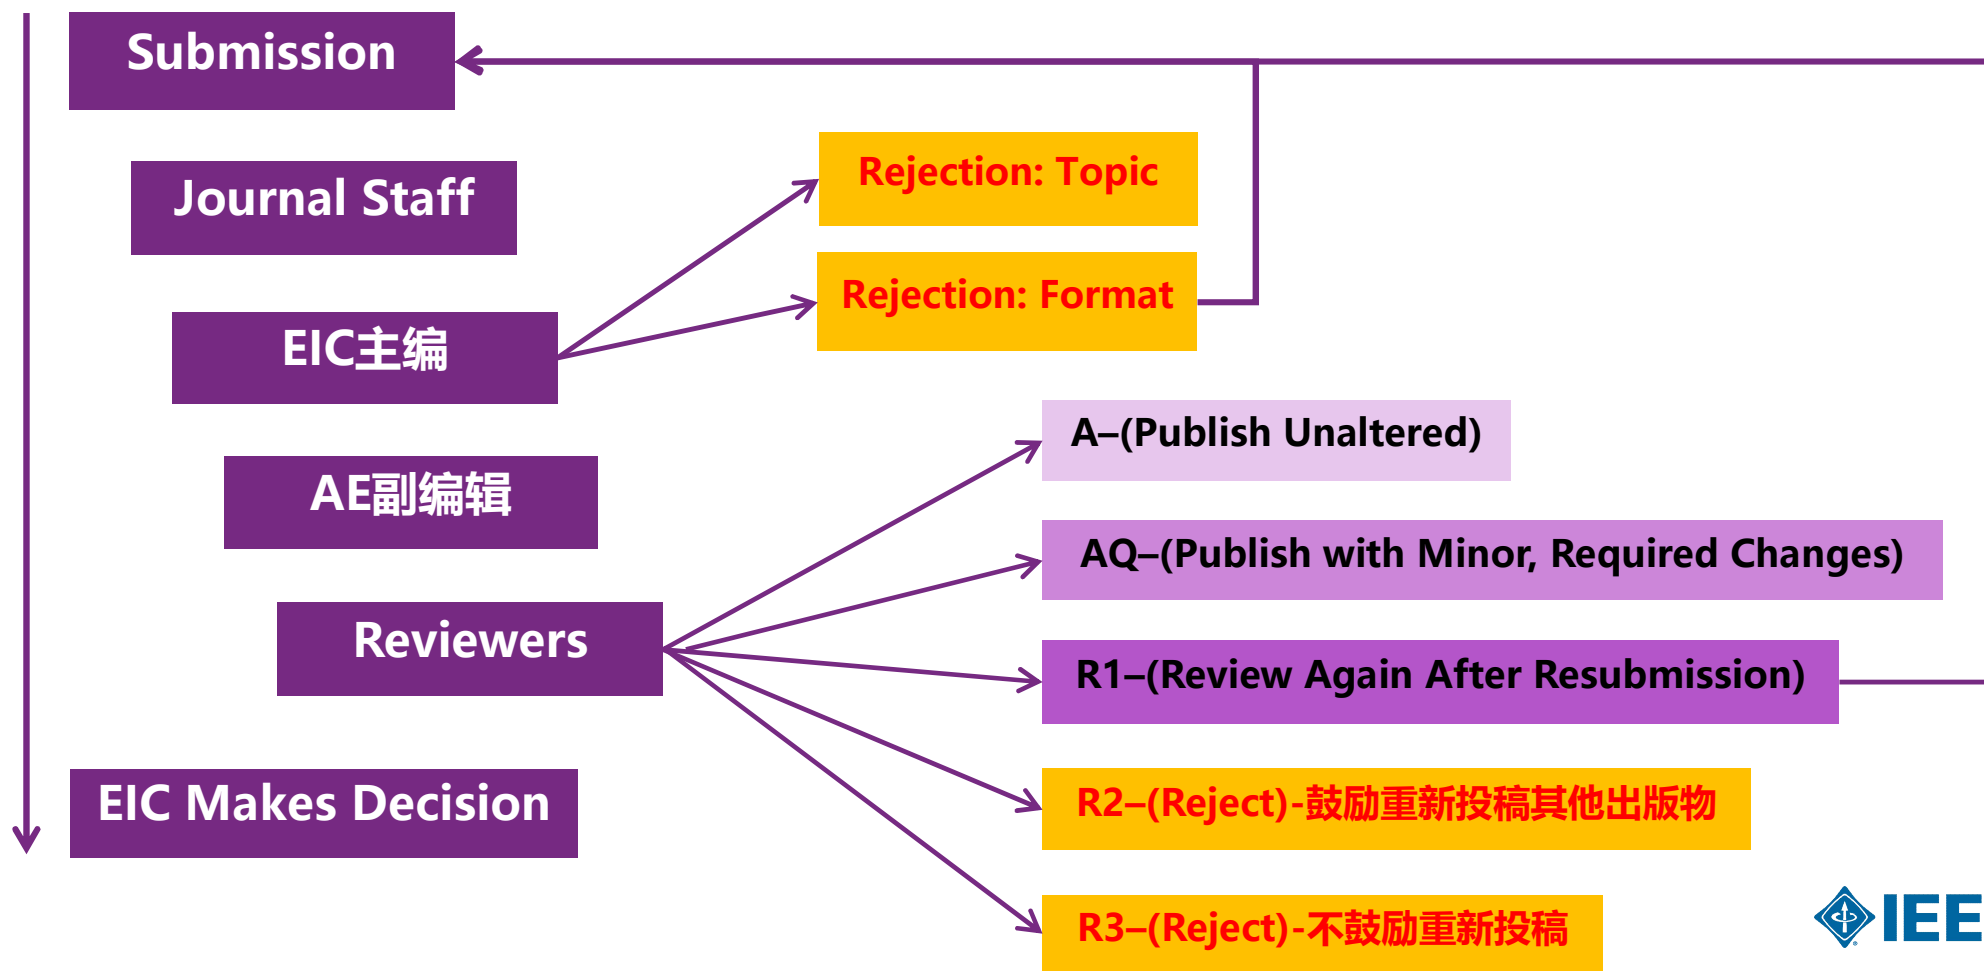 Submission
Journal Staff
Rejection: Topic
Rejection: Format
EIC主编
AE副编辑
A–(Publish Unaltered)
AQ–(Publish with Minor, Required Changes)
Reviewers
R1–(Review Again After Resubmission)
EIC Makes Decision
R2–(Reject)-鼓励重新投稿其他出版物
R3–(Reject)-不鼓励重新投稿
IEE